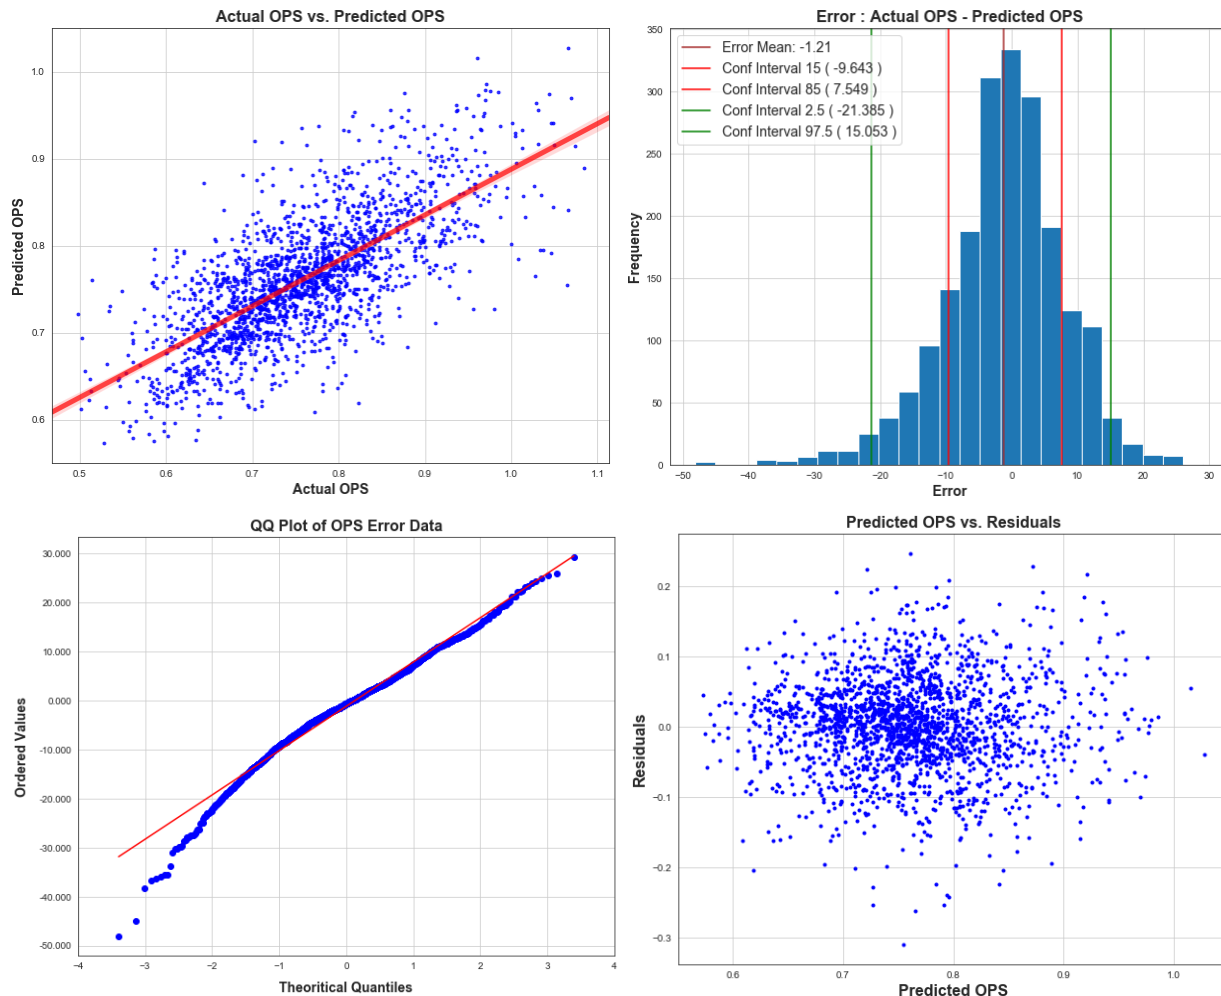 Actual OPS vs. Predicted OPS
Predicted OPS
1.0
0.9
0.8
0.7
0.6
0.5 0.6 0.7 0.8 0.9 1.0 1.1
Actual OPS
Error : Actual OPS - Predicted OPS
Error Mean: -1.21
Conf Interval 15 ( -9.643 )
Conf Interval 85 ( 7.549 )
Conf Interval 2.5 ( -21.385 )
Conf Interval 97.5 ( 15.053 )
Frequency
350
300
250
200
150
100
50
0
−50 −40 −30 −20 −10 0 10 20 30
Error
QQ Plot of OPS Error Data
Ordered Values
30.000
20.000
10.000
0.000
-10.000
-20.000
-30.000
-40.000
-50.000
−4 −3 −2 −1 0 1 2 3 4
Theoritical Quantiles
Predicted OPS vs. Residuals
Residuals
0.2
0.1
0.0
−0.1
−0.2
−0.3
0.6 0.7 0.8 0.9 1.0
Predicted OPS